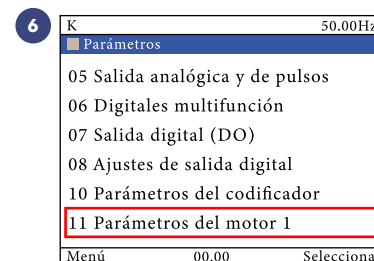 6
K 50.00Hz
Parámetros
05 Salida analógica y de pulsos
06 Digitales multifunción
07 Salida digital (DO)
08 Ajustes de salida digital
10 Parámetros del codificador
11 Parámetros del motor 1
Menú 00.00 Selecciona